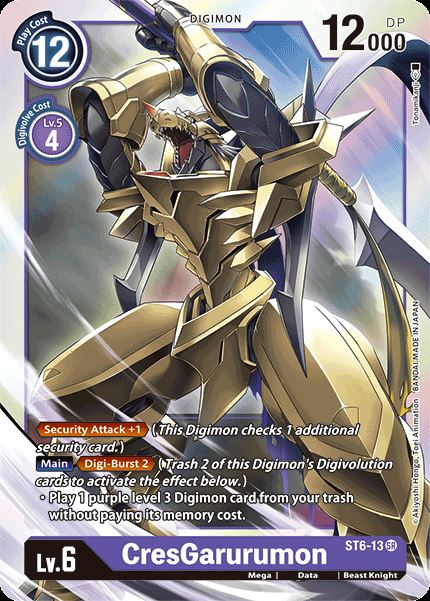 Play Cost
12
DIGIMON
DP
12000
Digivolve Cost
Lv.5
4
Tonamikanji
Security Attack +1 (This Digimon checks 1 additional
security card.)
Main Digi-Burst 2 (Trash 2 of this Digimon's Digivolution
cards to activate the effect below.)
・Play 1 purple level 3 Digimon card from your trash
without paying its memory cost.
©Akiyoshi Hongo, Toei Animation
BANDAI MADE IN JAPAN
Lv.6
CresGarurumon
ST6-13 SR
Mega | Data | Beast Knight